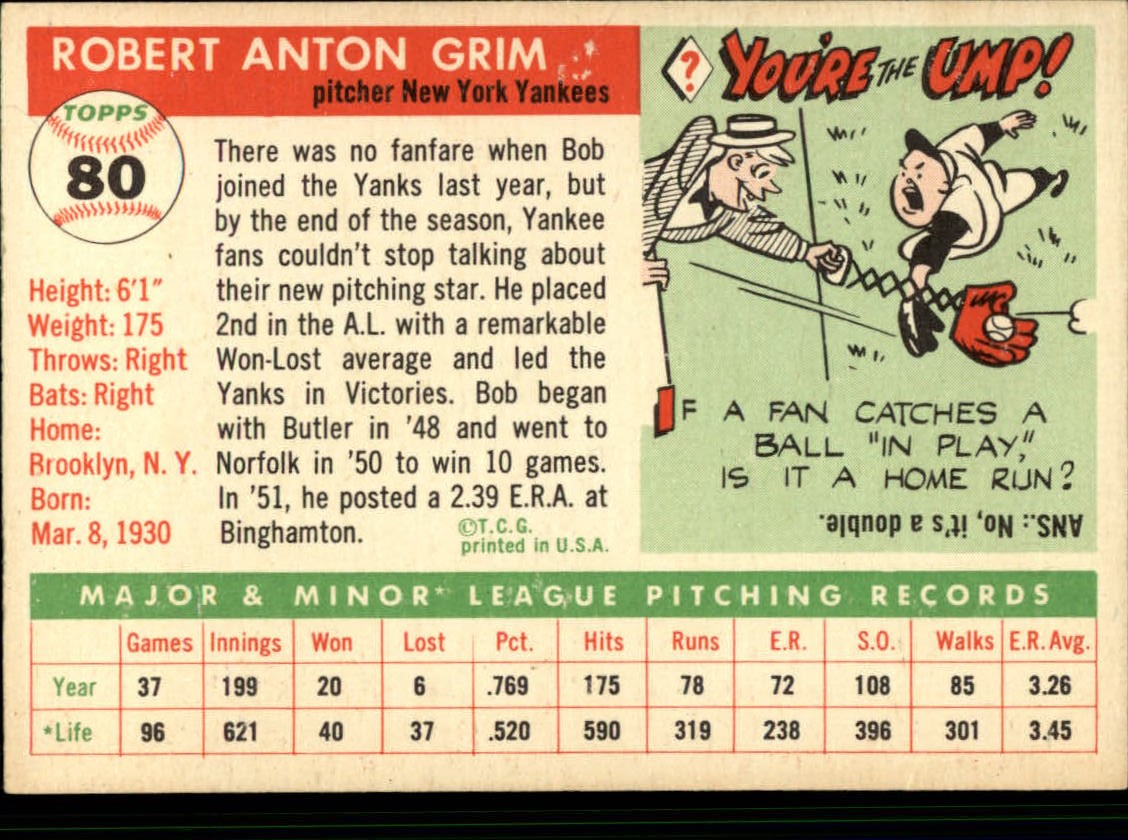 ROBERT ANTON GRIM
pitcher New York Yankees
TOPPS
80
Height: 6'1"
Weight: 175
Throws: Right
Bats: Right
Home:
Brooklyn, N. Y.
Born:
Mar. 8, 1930
There was no fanfare when Bob
joined the Yanks last year, but
by the end of the season, Yankee
fans couldn't stop talking about
their new pitching star. He placed
2nd in the A.L. with a remarkable
Won-Lost average and led the
Yanks in Victories. Bob began
with Butler in '48 and went to
Norfolk in '50 to win 10 games.
In '51, he posted a 2.39 E.R.A. at
Binghamton.
©T.C.G.
printed in U.S.A.
? YOU'RE THE UMP!
IF A FAN CATCHES A
BALL "IN PLAY,"
IS IT A HOME RUN?
ANS.: No, it's a double.
MAJOR & MINOR* LEAGUE PITCHING RECORDS
Games Innings Won Lost Pct. Hits Runs E.R. S.O. Walks E.R. Avg.
Year 37 199 20 6 .769 175 78 72 108 85 3.26
*Life 96 621 40 37 .520 590 319 238 396 301 3.45